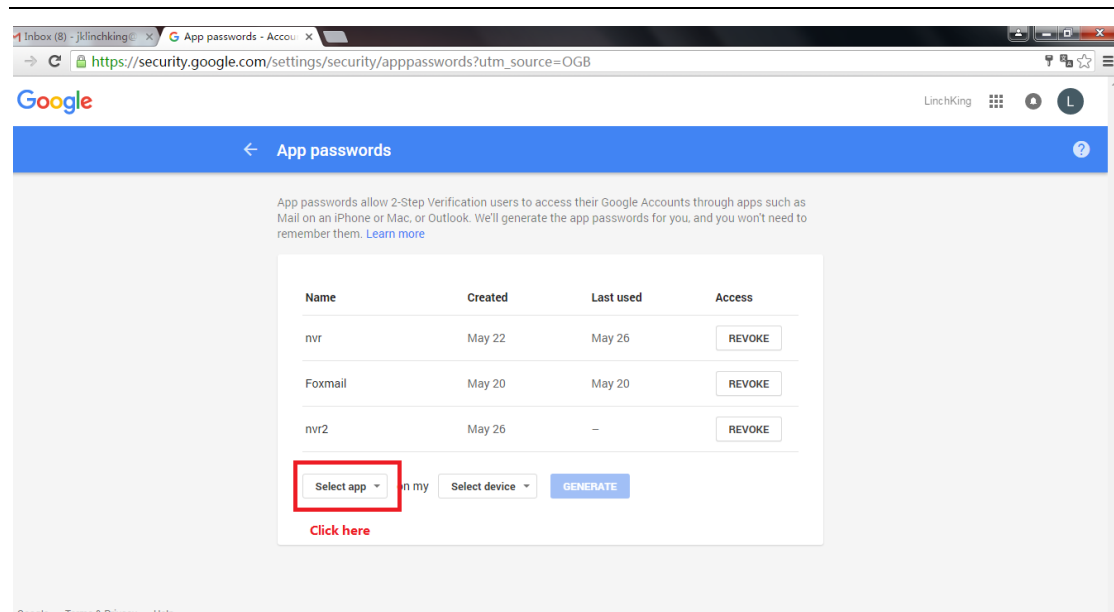 Inbox (8) - jklinchking@
App passwords - Accou
https://security.google.com/settings/security/apppasswords?utm_source=OGB
Google
LinchKing
L
App passwords
App passwords allow 2-Step Verification users to access their Google Accounts through apps such as
Mail on an iPhone or Mac, or Outlook. We'll generate the app passwords for you, and you won't need to
remember them. Learn more
Name Created Last used Access
nvr May 22 May 26 REVOKE
Foxmail May 20 May 20 REVOKE
nvr2 May 26 – REVOKE
Select app on my Select device GENERATE
Click here